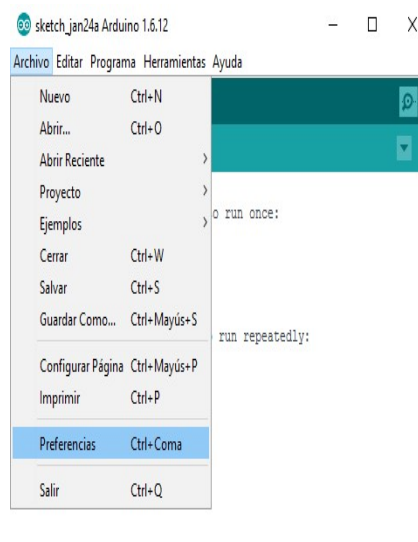 sketch_jan24a Arduino 1.6.12
Archivo Editar Programa Herramientas Ayuda
Nuevo Ctrl+N
Abrir... Ctrl+O
Abrir Reciente
Proyecto
Ejemplos
Cerrar Ctrl+W
Salvar Ctrl+S
Guardar Como... Ctrl+Mayús+S
Configurar Página Ctrl+Mayús+P
Imprimir Ctrl+P
Preferencias Ctrl+Coma
Salir Ctrl+Q
o run once:
run repeatedly: